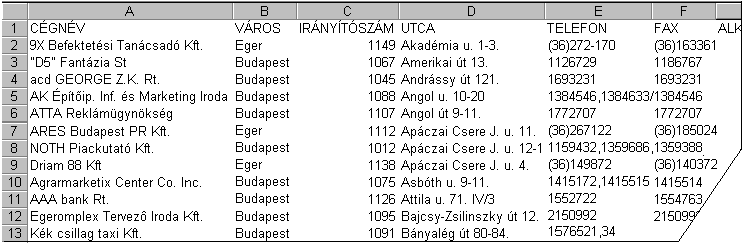 A B C D E F
1 CÉGNÉV VÁROS IRÁNYÍTÓSZÁM UTCA TELEFON FAX ALK
2 9X Befektetési Tanácsadó Kft. Eger 1149 Akadémia u. 1-3. (36)272-170 (36)163361
3 "D5" Fantázia St Budapest 1067 Amerikai út 13. 1126729 1186767
4 acd GEORGE Z.K. Rt. Budapest 1045 Andrássy út 121. 1693231 1693231
5 AK Építőip. Inf. és Marketing Iroda Budapest 1088 Angol u. 10-20 1384546,1384633/ 1384546
6 ATTA Reklámügynökség Budapest 1107 Angol út 9-11. 1772707 1772707
7 ARES Budapest PR Kft. Eger 1112 Apáczai Csere J. u. 11. (36)267122 (36)185024
8 NOTH Piackutató Kft. Budapest 1012 Apáczai Csere J. u. 12-1 1159432,1359686, 1359388
9 Driam 88 Kft Eger 1138 Apáczai Csere J. u. 4. (36)149872 (36)140372
10 Agrarmarketix Center Co. Inc. Budapest 1075 Asbóth u. 9-11. 1415172,1415515 1415514
11 AAA bank Rt. Budapest 1126 Attila u. 71. IV/3 1552722 1554763
12 Egeromplex Tervező Iroda Kft. Budapest 1095 Bajcsy-Zsilinszky út 12. 2150992 215099
13 Kék csillag taxi Kft. Budapest 1091 Bányalég út 80-84. 1576521,34